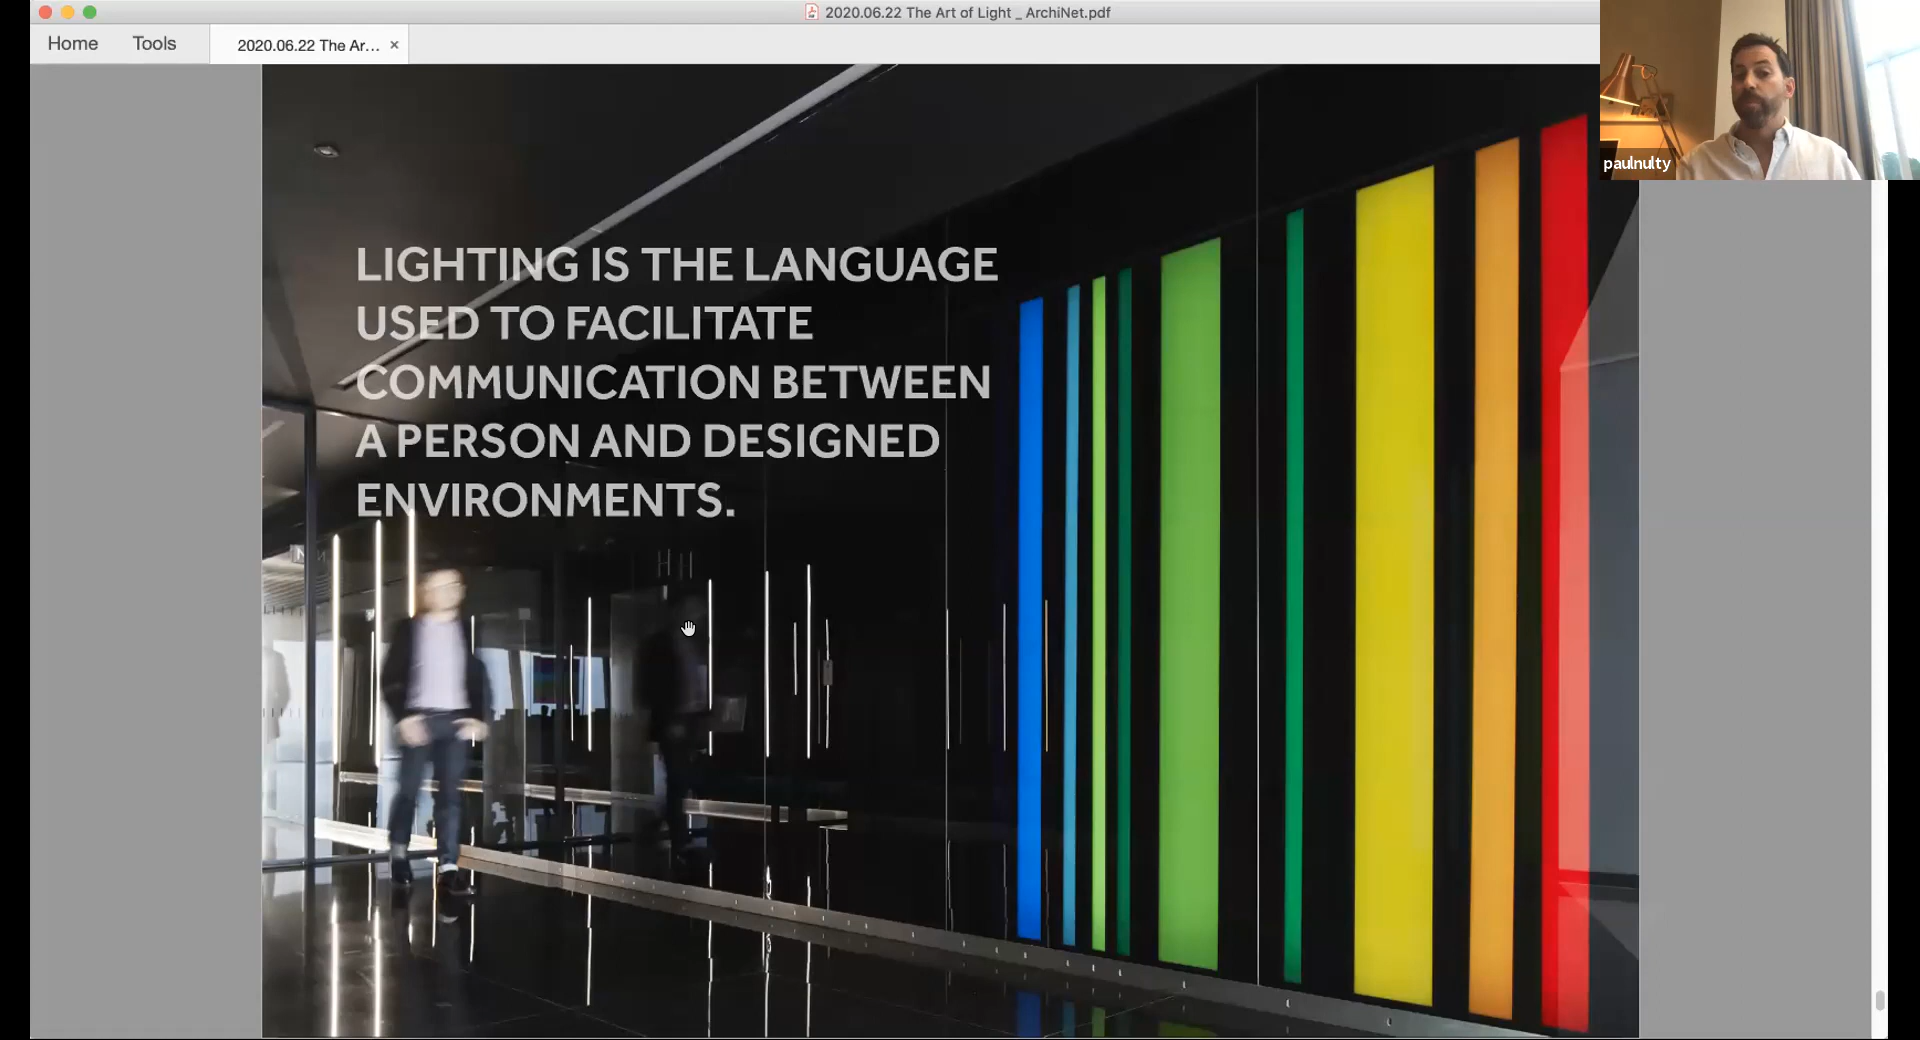 2020.06.22 The Art of Light _ ArchiNet.pdf
Home
Tools
2020.06.22 The Ar... ×
paulnulty
LIGHTING IS THE LANGUAGE
USED TO FACILITATE
COMMUNICATION BETWEEN
A PERSON AND DESIGNED
ENVIRONMENTS.